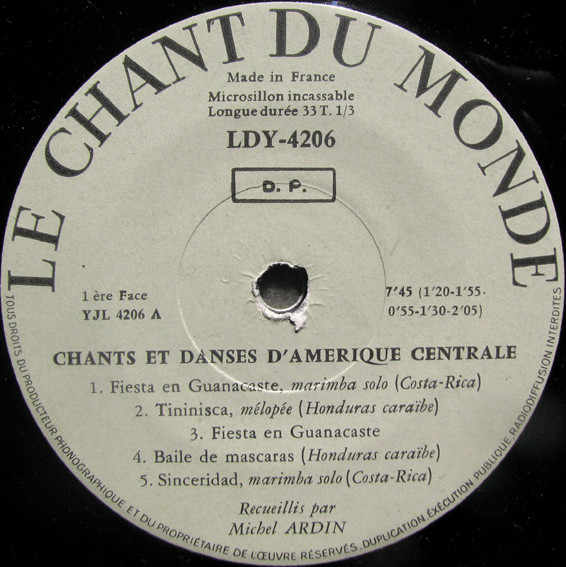 LE CHANT DU MONDE
Made in France
Microsillon incassable
Longue durée 33 T. 1/3
LDY-4206
D. P.
1 ère Face
YJL 4206 A
7'45 (1'20-1'55-
0'55-1'30-2'05)
CHANTS ET DANSES D'AMERIQUE CENTRALE
1. Fiesta en Guanacaste, marimba solo (Costa-Rica)
2. Tininisca, mélopée (Honduras caraïbe)
3. Fiesta en Guanacaste
4. Baile de mascaras (Honduras caraïbe)
5. Sinceridad, marimba solo (Costa-Rica)
Recueillis par
Michel ARDIN
TOUS DROITS DU PRODUCTEUR PHONOGRAPHIQUE ET DU PROPRIÉTAIRE DE L'ŒUVRE RÉSERVÉS. DUPLICATION EXÉCUTION PUBLIQUE, RADIODIFFUSION INTERDITES